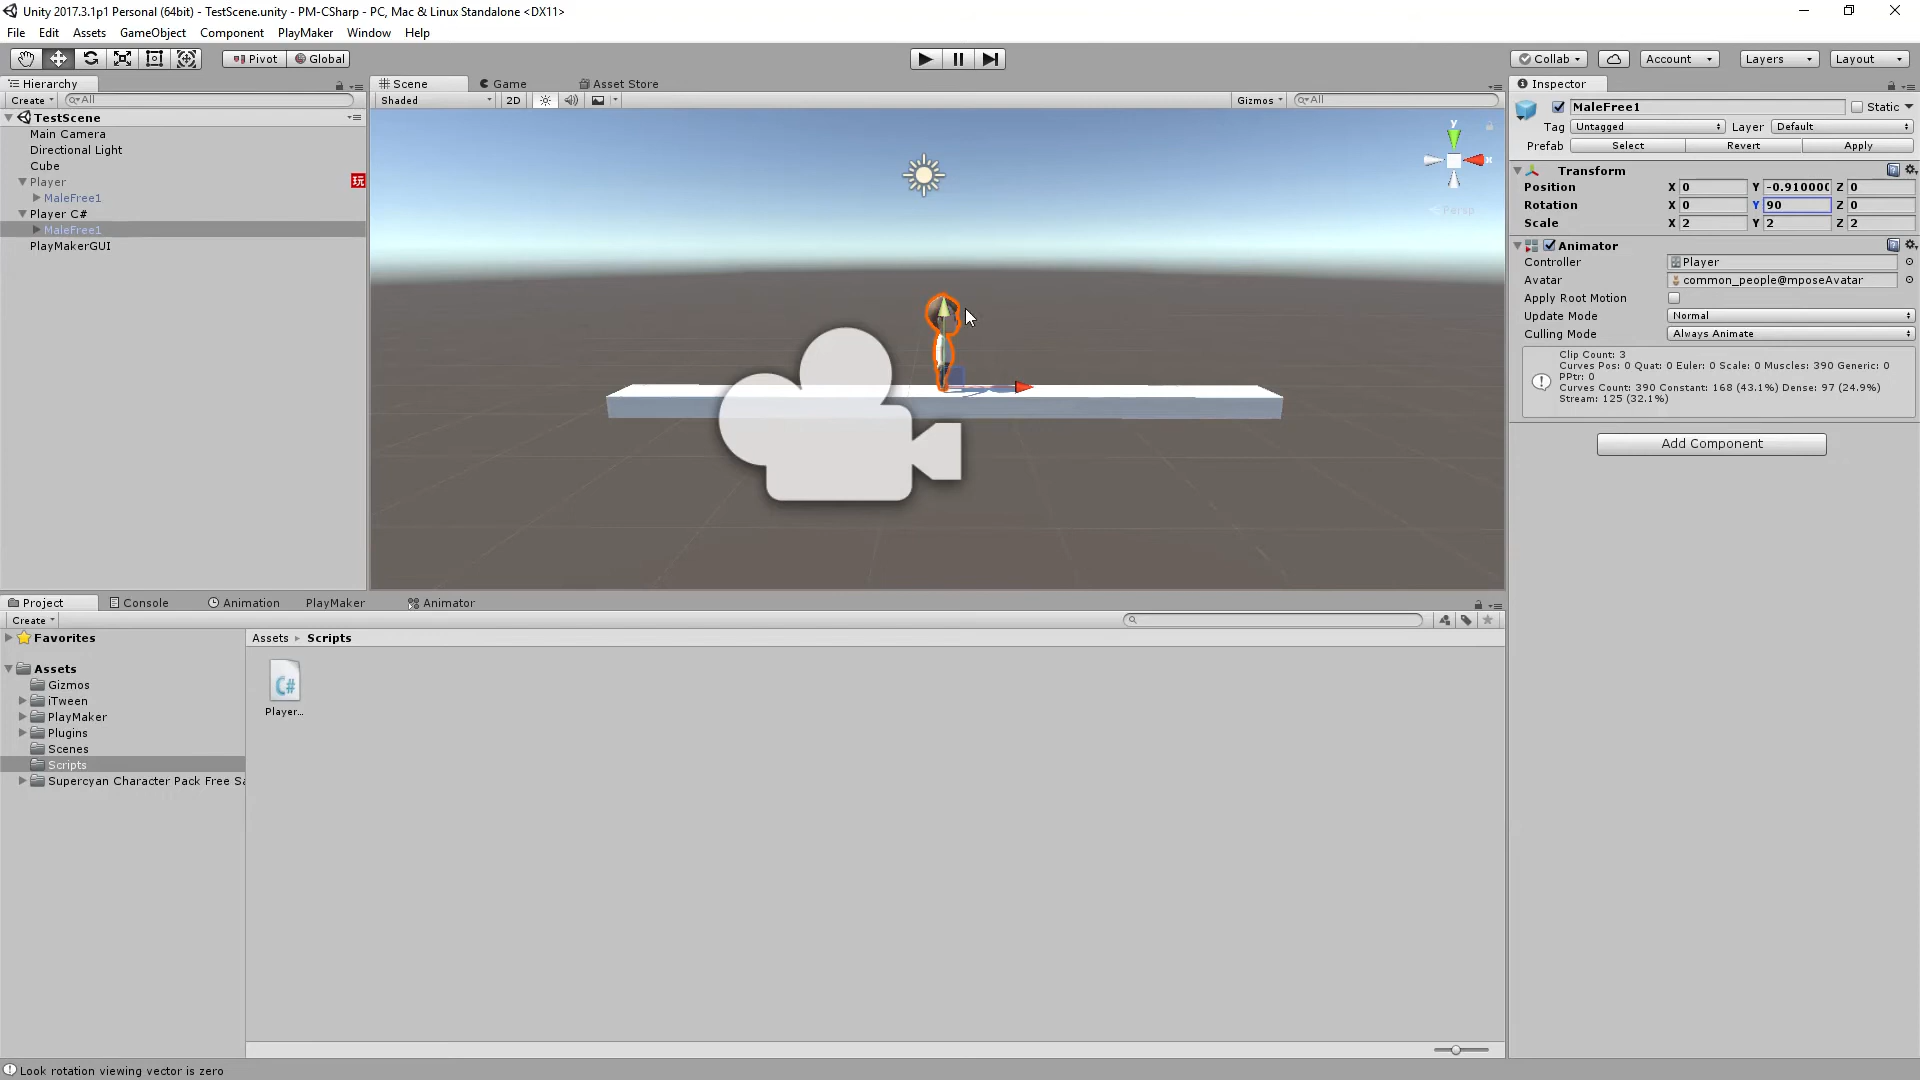 Unity 2017.3.1p1 Personal (64bit) - TestScene.unity - PM-CSharp - PC, Mac & Linux Standalone <DX11>
File Edit Assets GameObject Component PlayMaker Window Help
Pivot Global Collab Account Layers Layout
Hierarchy
Create All
TestScene
Main Camera
Directional Light
Cube
Player 玩
MaleFree1
Player C#
MaleFree1
PlayMakerGUI
Scene Game Asset Store
Shaded 2D Gizmos All
y
x
Persp
Inspector
MaleFree1 Static
Tag Untagged Layer Default
Prefab Select Revert Apply
Transform
Position X 0 Y -0.910000 Z 0
Rotation X 0 Y 90 Z 0
Scale X 2 Y 2 Z 2
Animator
Controller Player
Avatar common_people@mposeAvatar
Apply Root Motion
Update Mode Normal
Culling Mode Always Animate
Clip Count: 3
Curves Pos: 0 Quat: 0 Euler: 0 Scale: 0 Muscles: 390 Generic: 0
PPtr: 0
Curves Count: 390 Constant: 168 (43.1%) Dense: 97 (24.9%)
Stream: 125 (32.1%)
Add Component
Project Console Animation PlayMaker Animator
Create
Favorites
Assets
Gizmos
iTween
PlayMaker
Plugins
Scenes
Scripts
Supercyan Character Pack Free Sa
Assets Scripts
C#
Player...
Look rotation viewing vector is zero